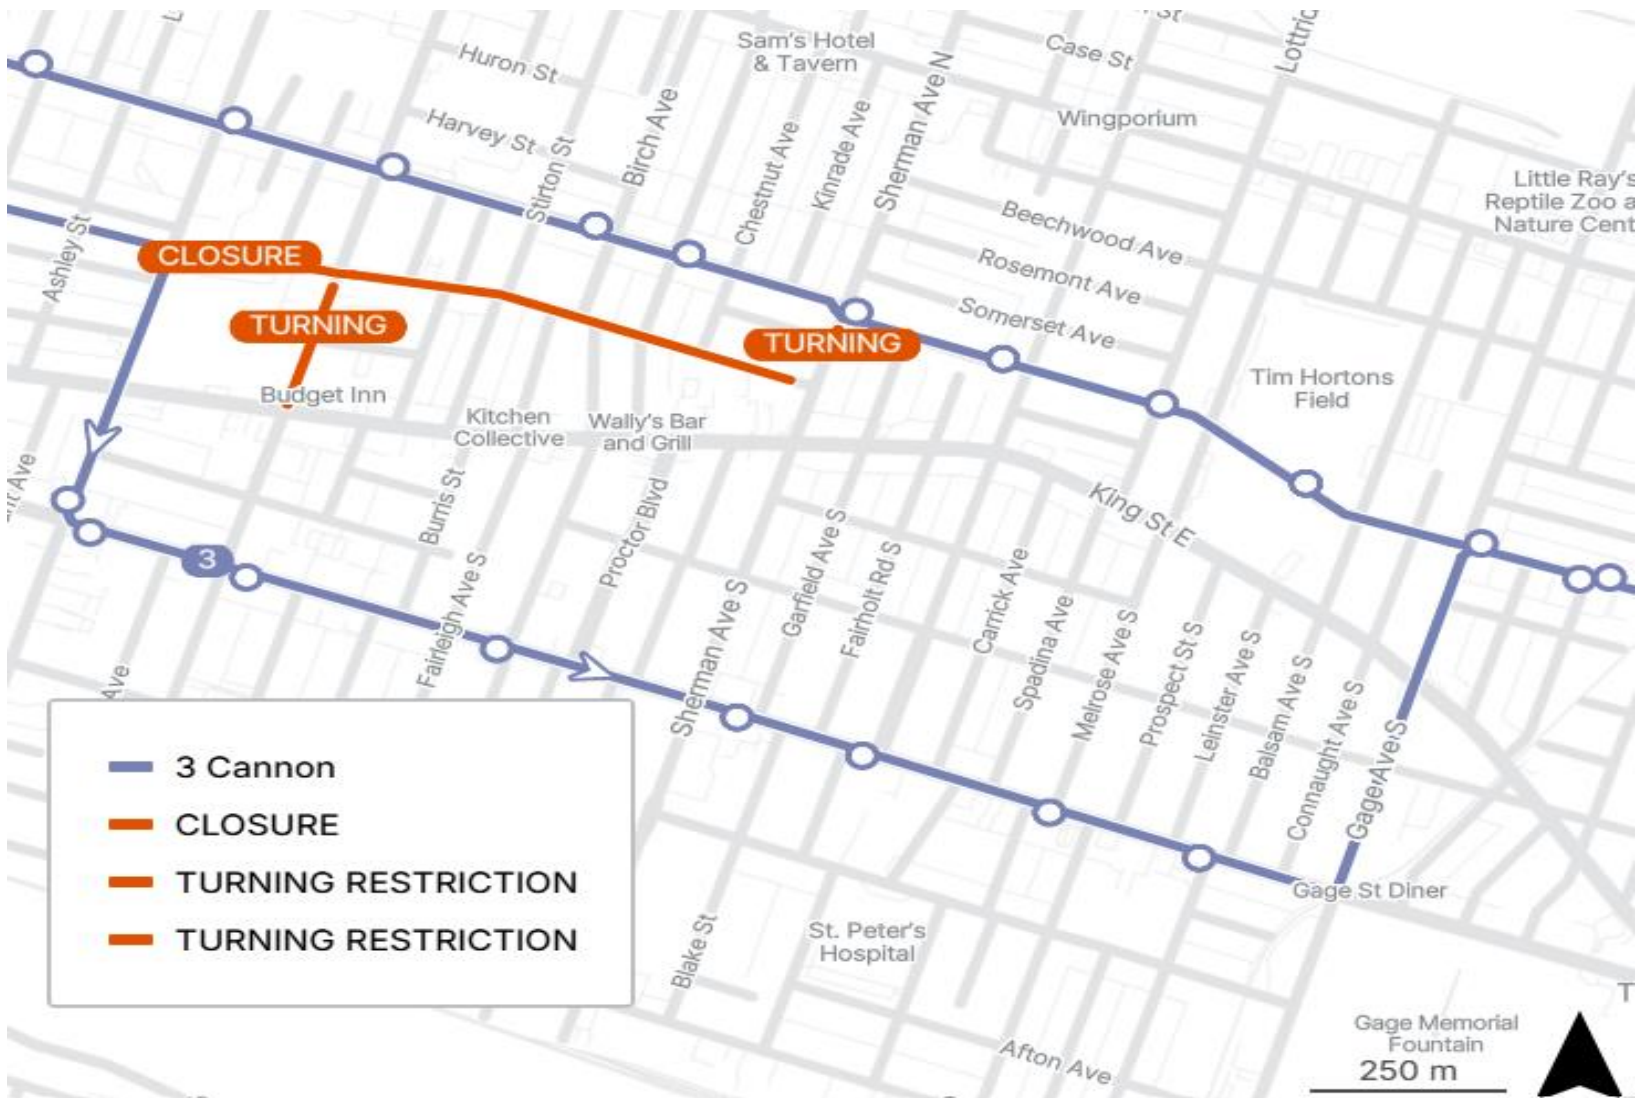 Huron St
Sam's Hotel
& Tavern
Case St
Lottric
St
Harvey St
Stirton St
Birch Ave
Chestnut Ave
Kinrade Ave
Sherman Ave N
Wingporium
Little Ray's
Reptile Zoo a
Nature Cent
Beechwood Ave
Rosemont Ave
Somerset Ave
Ashley St
CLOSURE
TURNING
TURNING
Budget Inn
Kitchen
Collective
Wally's Bar
and Grill
Tim Hortons
Field
King St E
Burris St
Proctor Blvd
Fairleigh Ave S
3
Sherman Ave S
Garfield Ave S
Fairholt Rd S
Carrick Ave
Spadina Ave
Melrose Ave S
Prospect St S
Leinster Ave S
Balsam Ave S
Connaught Ave S
Gage Ave S
Ave
3 Cannon
CLOSURE
TURNING RESTRICTION
TURNING RESTRICTION
Gage St Diner
Blake St
St. Peter's
Hospital
Afton Ave
Gage Memorial
Fountain
250 m